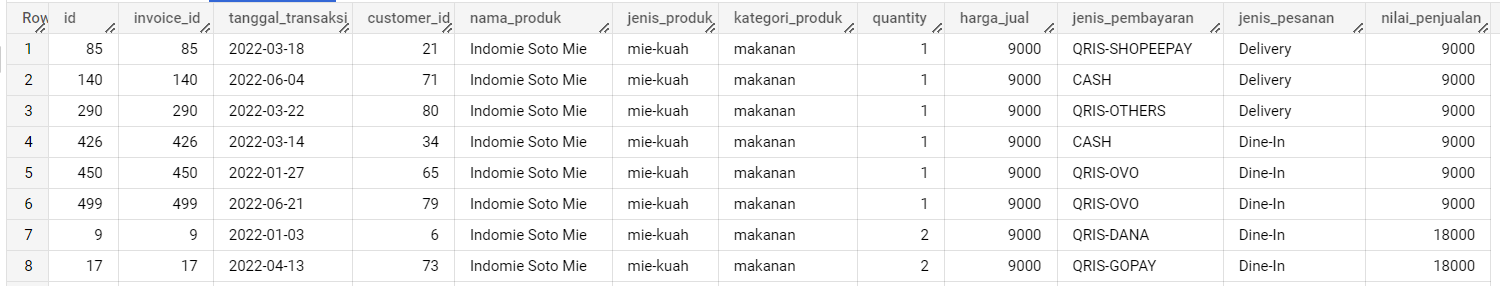 Row id invoice_id tanggal_transaksi customer_id nama_produk jenis_produk kategori_produk quantity harga_jual jenis_pembayaran jenis_pesanan nilai_penjualan
1 85 85 2022-03-18 21 Indomie Soto Mie mie-kuah makanan 1 9000 QRIS-SHOPEEPAY Delivery 9000
2 140 140 2022-06-04 71 Indomie Soto Mie mie-kuah makanan 1 9000 CASH Delivery 9000
3 290 290 2022-03-22 80 Indomie Soto Mie mie-kuah makanan 1 9000 QRIS-OTHERS Delivery 9000
4 426 426 2022-03-14 34 Indomie Soto Mie mie-kuah makanan 1 9000 CASH Dine-In 9000
5 450 450 2022-01-27 65 Indomie Soto Mie mie-kuah makanan 1 9000 QRIS-OVO Dine-In 9000
6 499 499 2022-06-21 79 Indomie Soto Mie mie-kuah makanan 1 9000 QRIS-OVO Dine-In 9000
7 9 9 2022-01-03 6 Indomie Soto Mie mie-kuah makanan 2 9000 QRIS-DANA Dine-In 18000
8 17 17 2022-04-13 73 Indomie Soto Mie mie-kuah makanan 2 9000 QRIS-GOPAY Dine-In 18000